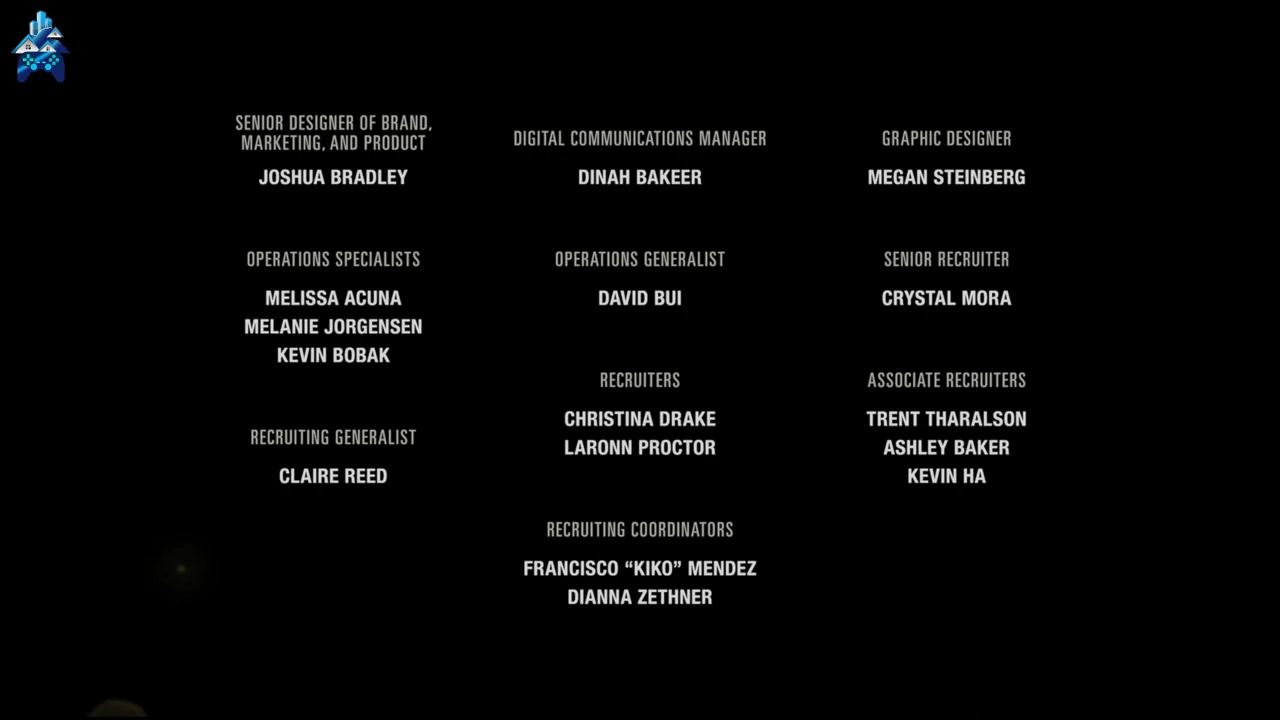 SENIOR DESIGNER OF BRAND,
MARKETING, AND PRODUCT
JOSHUA BRADLEY
DIGITAL COMMUNICATIONS MANAGER
DINAH BAKEER
GRAPHIC DESIGNER
MEGAN STEINBERG
OPERATIONS SPECIALISTS
MELISSA ACUNA
MELANIE JORGENSEN
KEVIN BOBAK
OPERATIONS GENERALIST
DAVID BUI
SENIOR RECRUITER
CRYSTAL MORA
RECRUITING GENERALIST
CLAIRE REED
RECRUITERS
CHRISTINA DRAKE
LARONN PROCTOR
ASSOCIATE RECRUITERS
TRENT THARALSON
ASHLEY BAKER
KEVIN HA
RECRUITING COORDINATORS
FRANCISCO “KIKO” MENDEZ
DIANNA ZETHNER